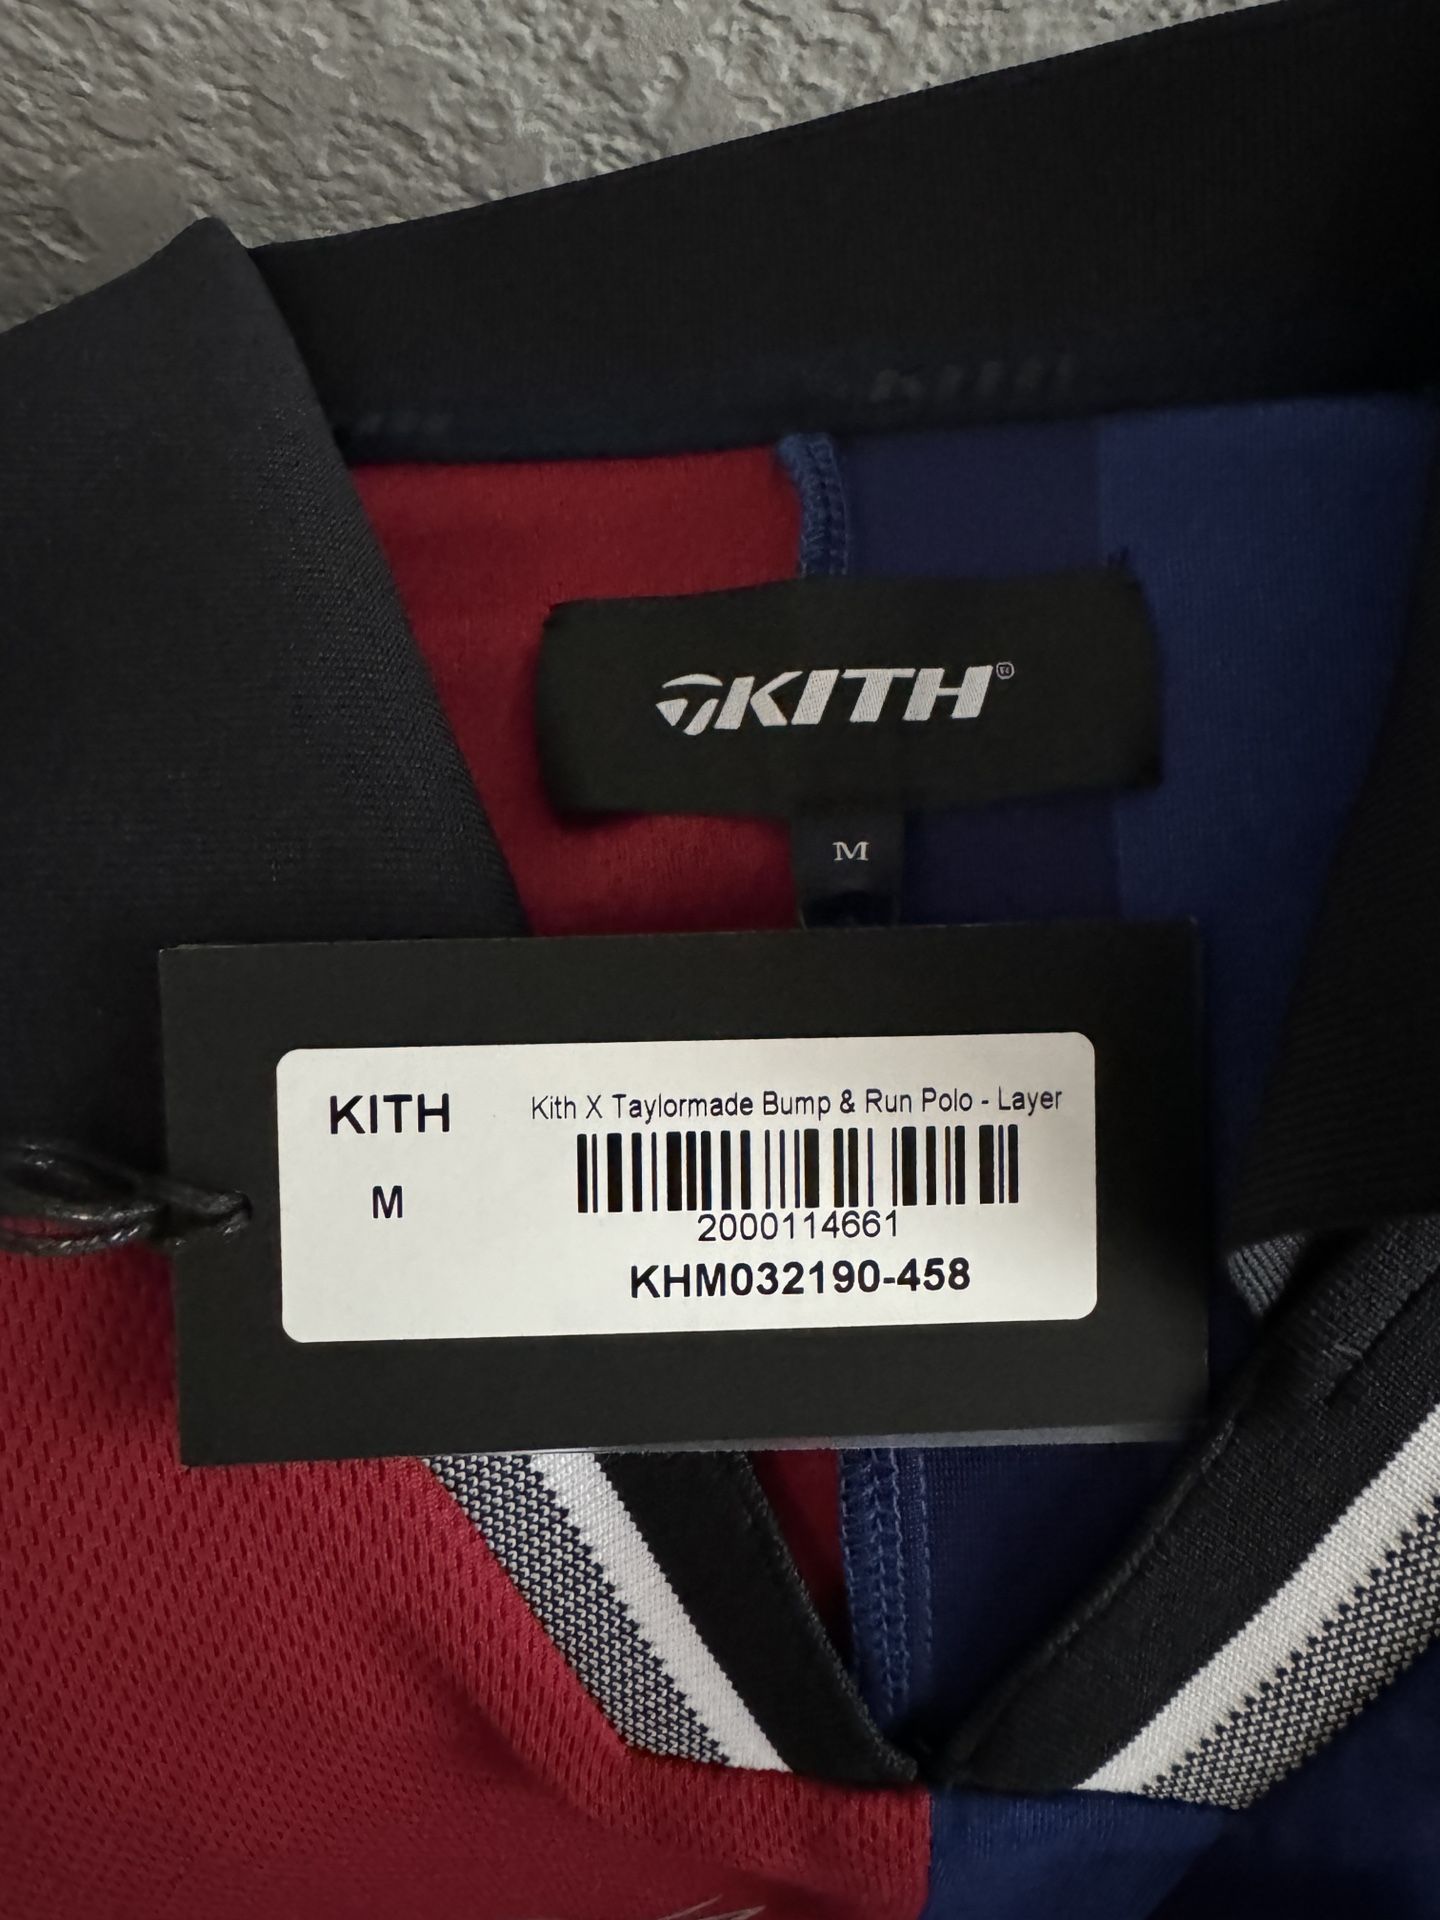 KITH®
M
KITH
Kith X Taylormade Bump & Run Polo - Layer
M
2000114661
KHM032190-458